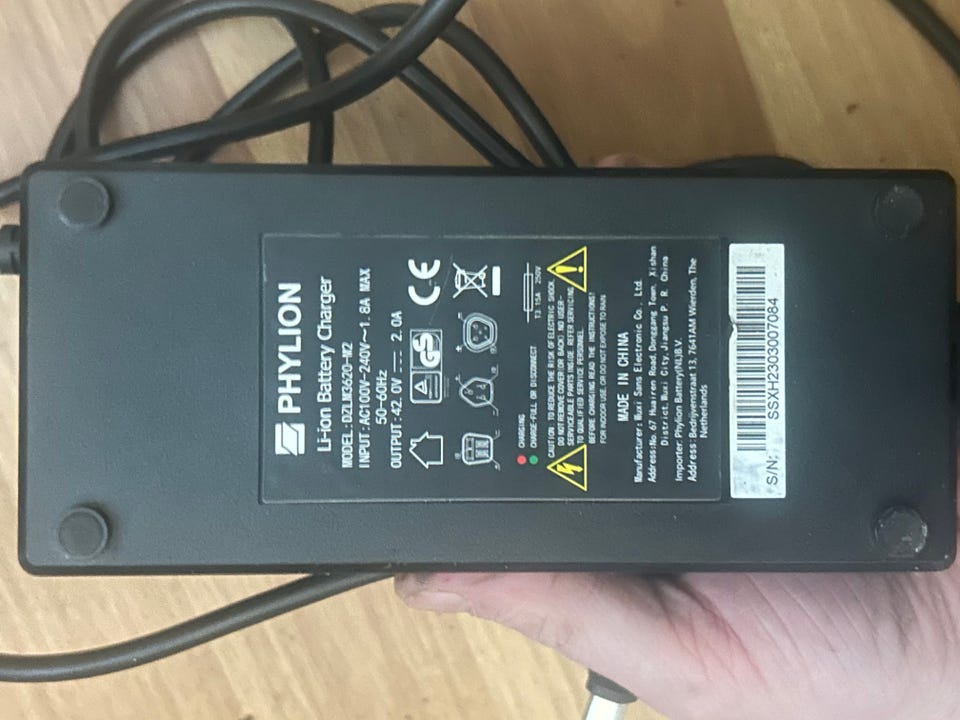 PHYLION
Li-ion Battery Charger
MODEL:DZLM3620-M2
INPUT:AC100V-240V~1.8A MAX
50-60Hz
OUTPUT:42.0V 2.0A
CE
GS
CHARGING
CHARGE-FULL OR DISCONNECT
T3.15A 250V
CAUTION: TO REDUCE THE RISK OF ELECTRIC SHOCK,
DO NOT REMOVE COVER OR BACK. NO USER-
SERVICABLE PARTS INSIDE. REFER SERVICING
TO QUALIFIED SERVICE PERSONNEL.
BEFORE CHARGING READ THE INSTRUCTIONS!
FOR INDOOR USE, OR DO NOT EXPOSE TO RAIN
MADE IN CHINA
Manufacturer: Wuxi Sans Electronic Co., Ltd.
Address:No.67 Huairen Road,Donggang Town, Xishan
District, Wuxi City, Jiangsu P. R. China
Importer: Phylion Battery(NL)B.V.
Address: Bedrijvenstraat 13, 7641AM Wierden, The
Netherlands
S/N: SSXH2303007084